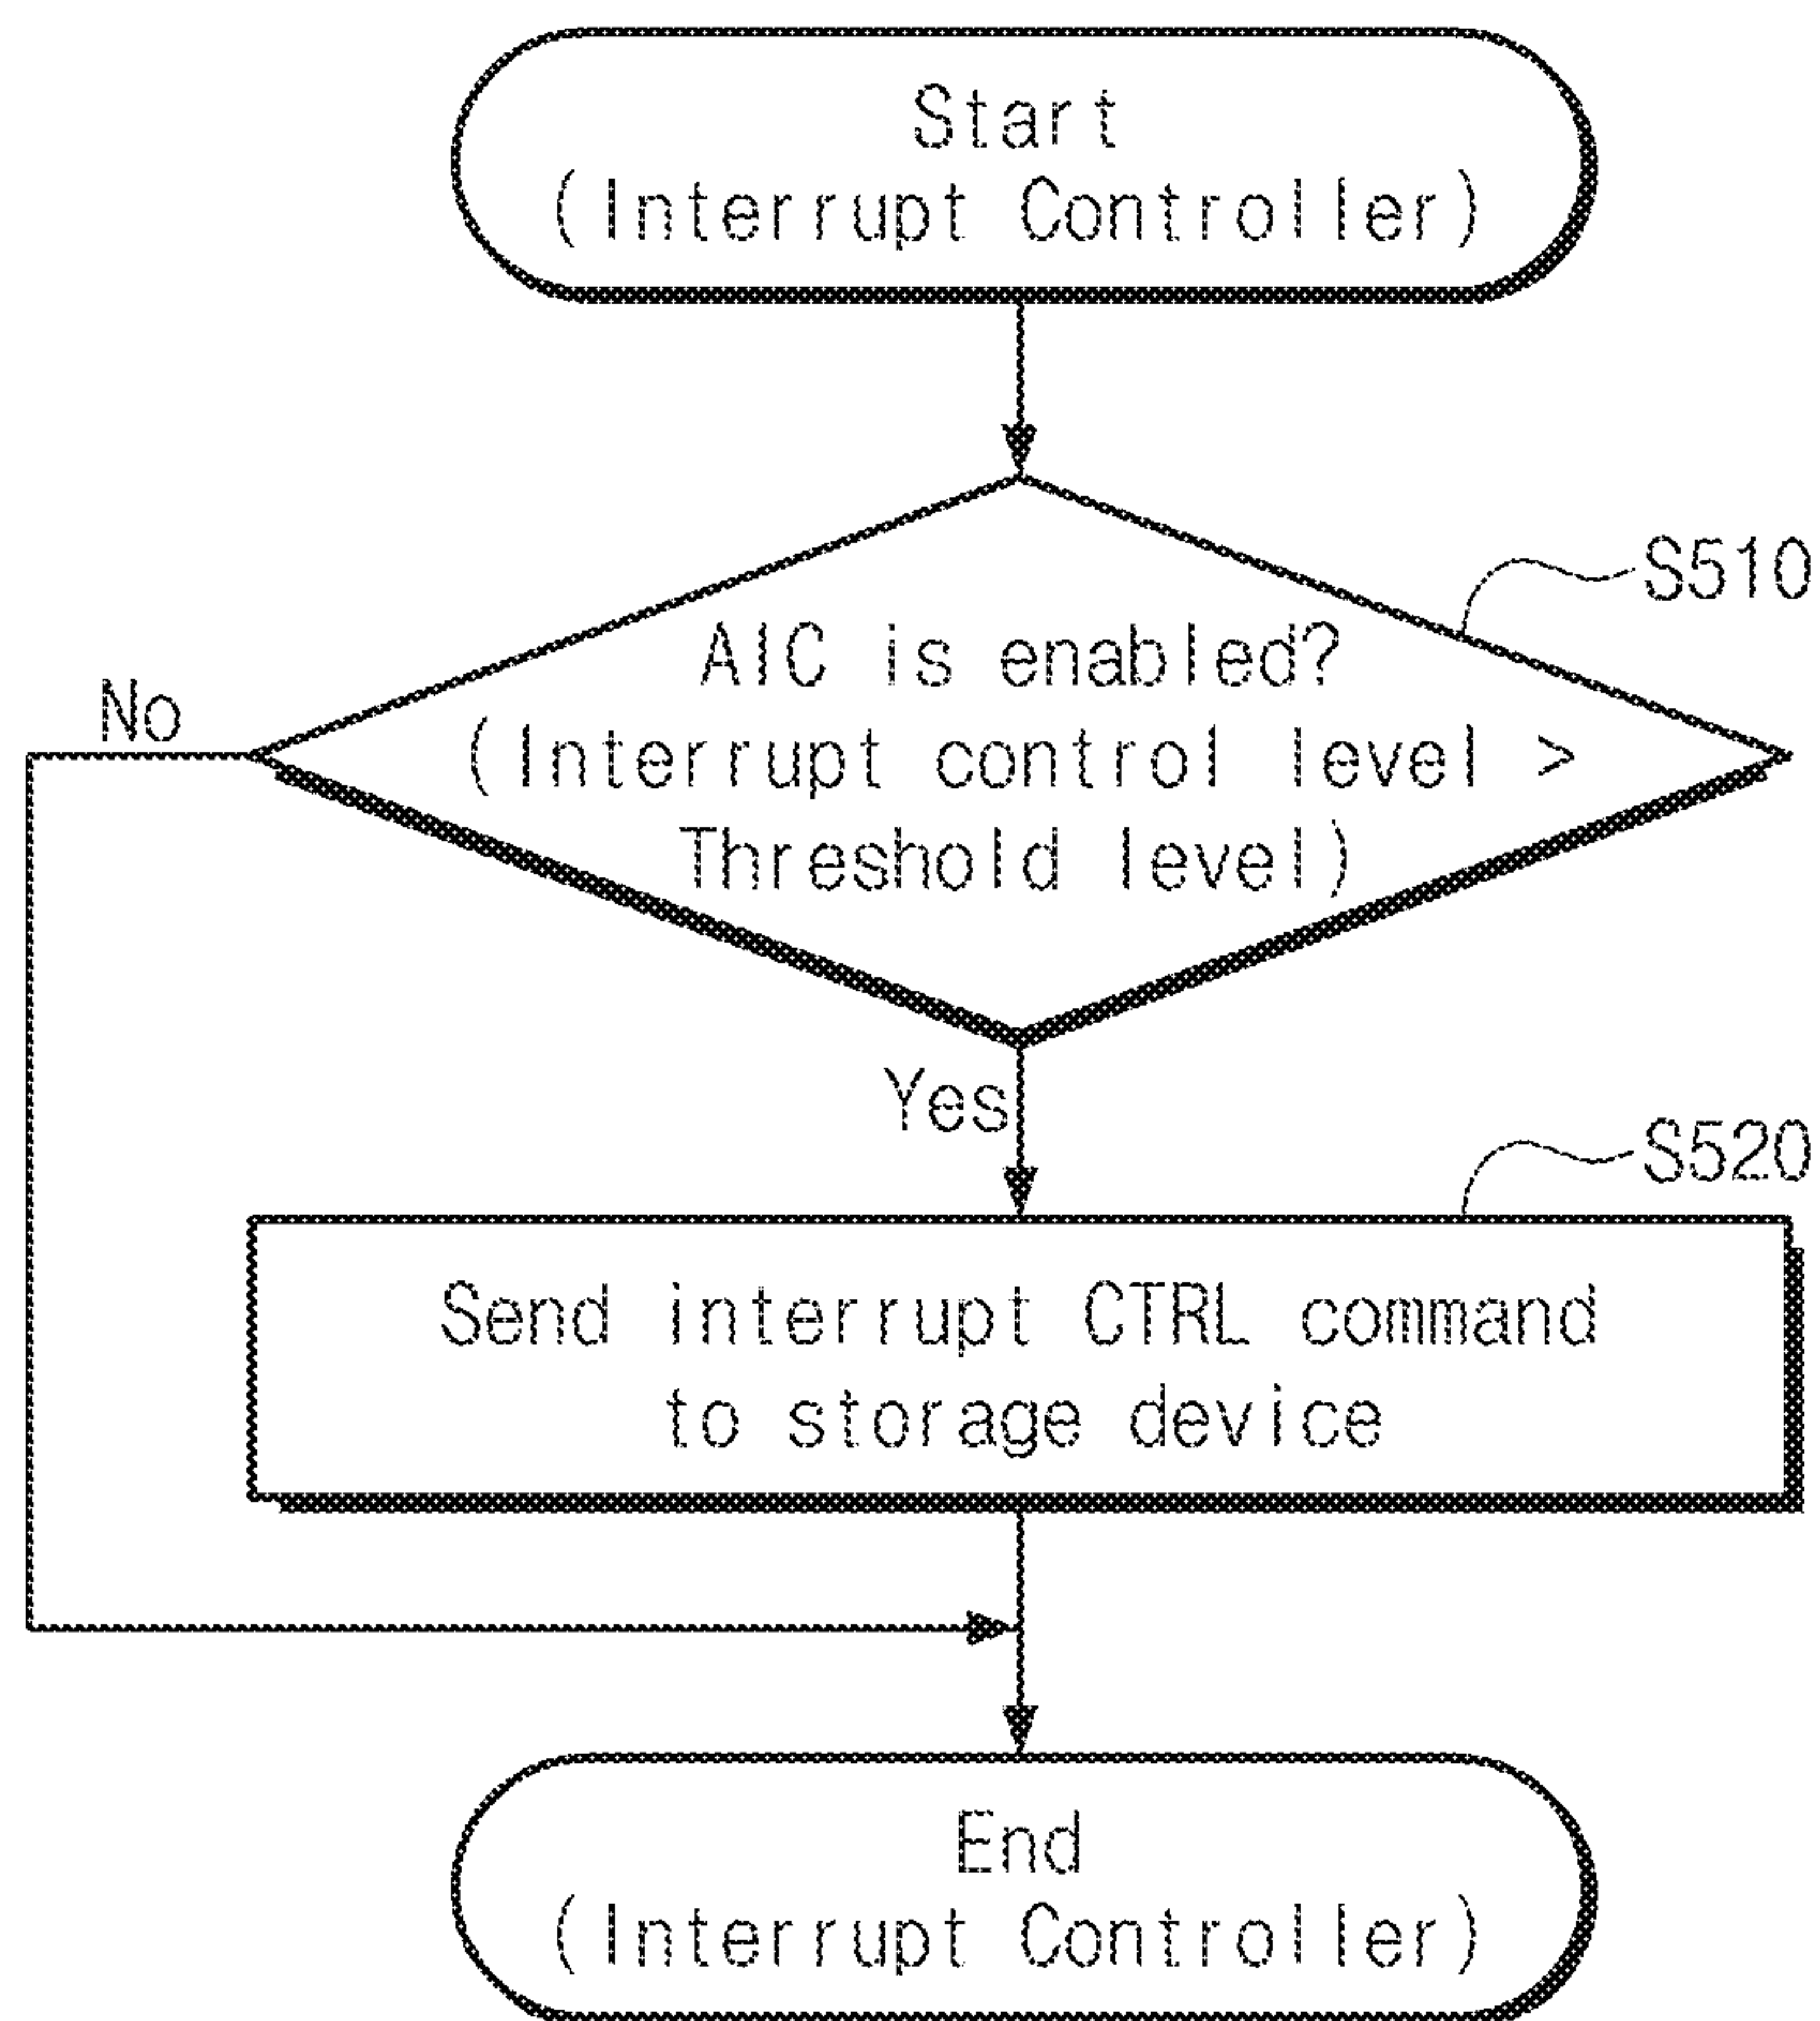 Start
(Interrupt Controller)
S510
AIC is enabled?
(Interrupt control level >
Threshold level)
No
Yes
S520
Send interrupt CTRL command
to storage device
End
(Interrupt Controller)